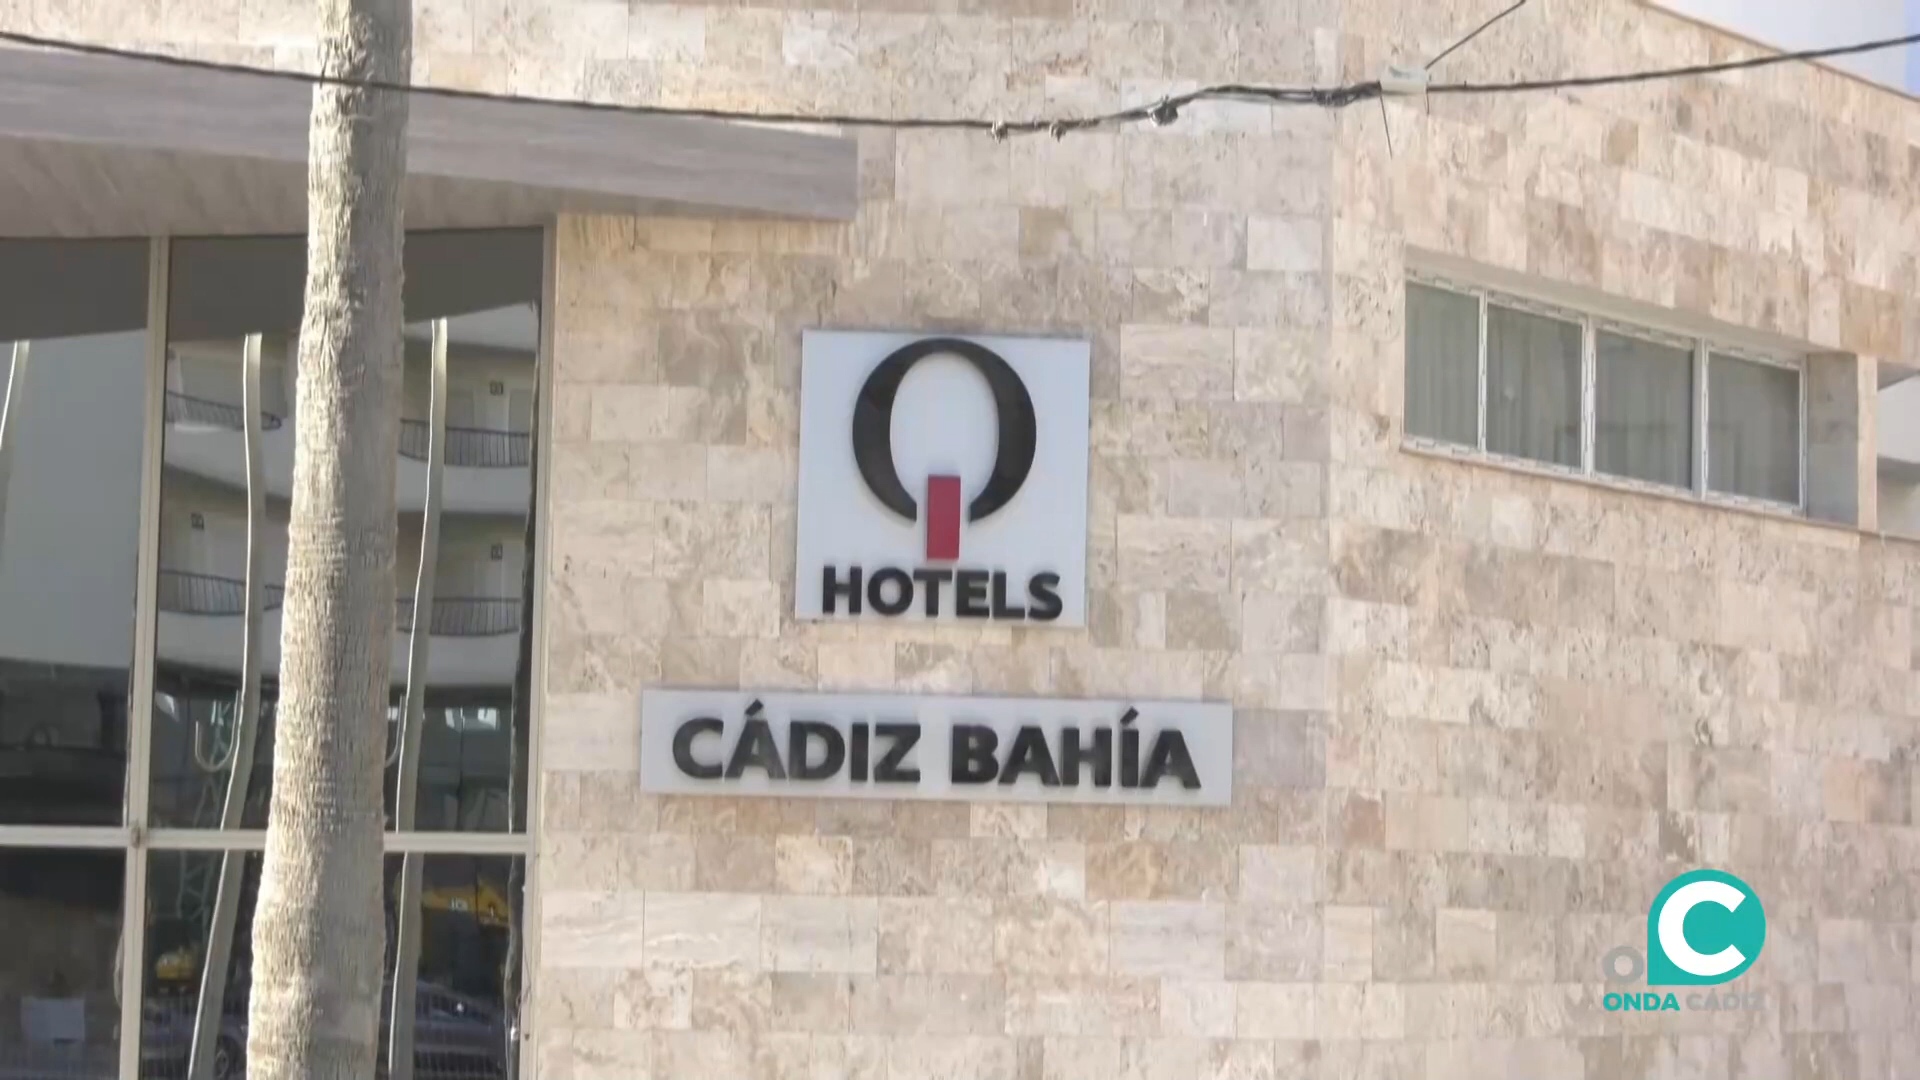 Q
HOTELS
CÁDIZ BAHÍA
C
ONDA CÁDIZ